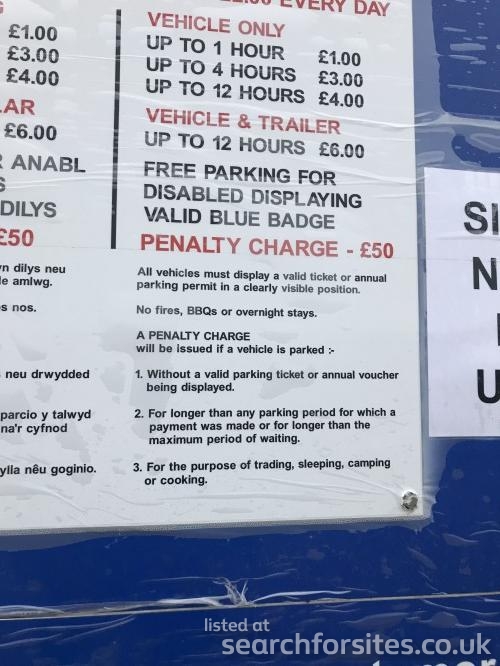 EVERY DAY
£1.00
£3.00
£4.00
£6.00
ANABL
DILYS
£50
dilys neu
amlwg.
nos.
neu drwydded
parcio y talwyd
na'r cyfnod
nêu goginio.
VEHICLE ONLY
UP TO 1 HOUR £1.00
UP TO 4 HOURS £3.00
UP TO 12 HOURS £4.00
VEHICLE & TRAILER
UP TO 12 HOURS £6.00
FREE PARKING FOR
DISABLED DISPLAYING
VALID BLUE BADGE
PENALTY CHARGE - £50
All vehicles must display a valid ticket or annual
parking permit in a clearly visible position.
No fires, BBQs or overnight stays.
A PENALTY CHARGE
will be issued if a vehicle is parked :-
1. Without a valid parking ticket or annual voucher
being displayed.
2. For longer than any parking period for which a
payment was made or for longer than the
maximum period of waiting.
3. For the purpose of trading, sleeping, camping
or cooking.
listed at
searchforsites.co.uk